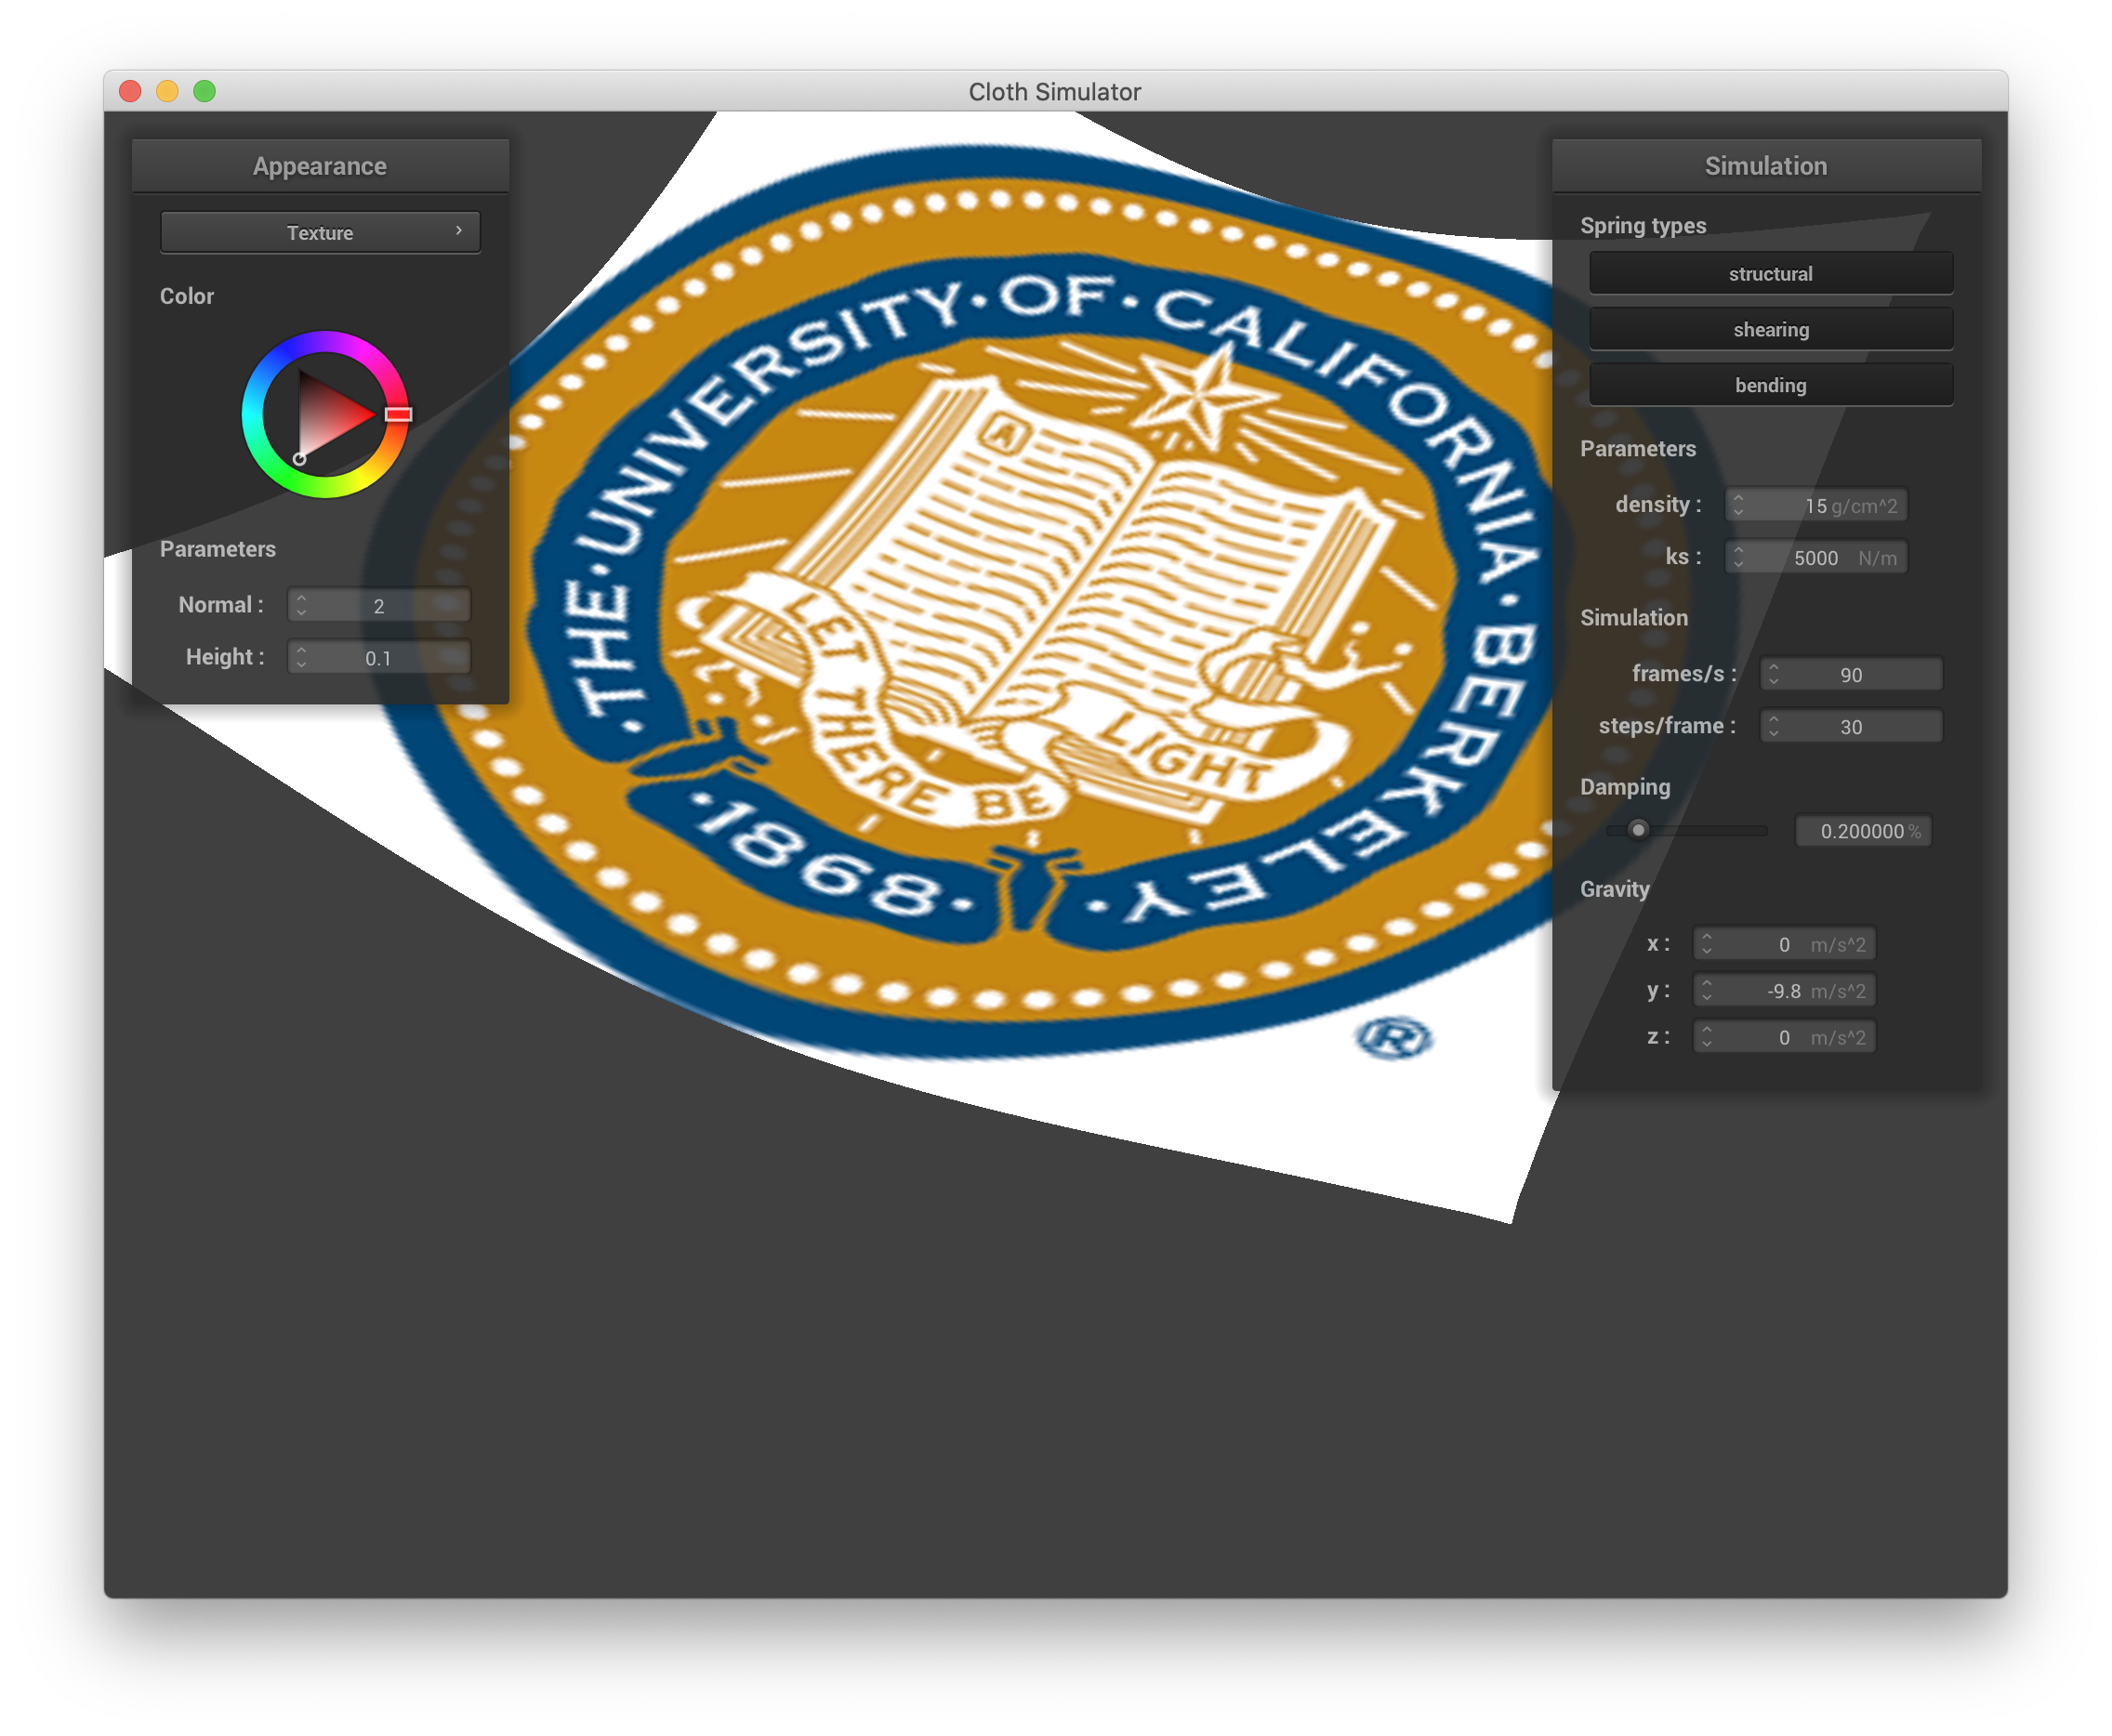 Cloth Simulator
Appearance
Texture
Color
Parameters
Normal : 2
Height : 0.1
THE · UNIVERSITY · OF · CALIFORNIA · BERKELEY ·
· 1868 ·
A
LET THERE BE
LIGHT
®
Simulation
Spring types
structural
shearing
bending
Parameters
density : 15 g/cm^2
ks : 5000 N/m
Simulation
frames/s : 90
steps/frame : 30
Damping
0.200000 %
Gravity
x : 0 m/s^2
y : -9.8 m/s^2
z : 0 m/s^2